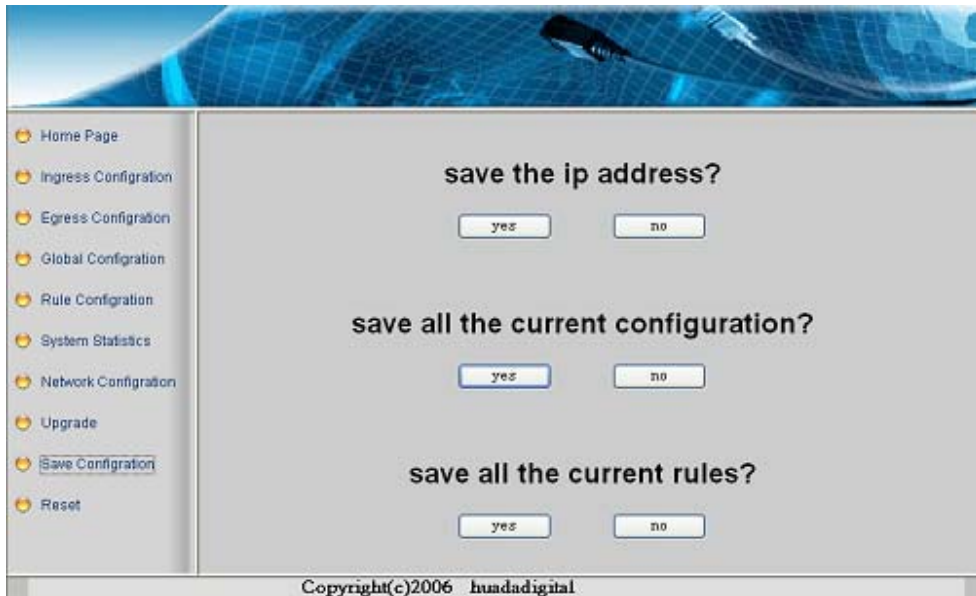 Home Page
Ingress Configration
Egress Configration
Global Configration
Rule Configration
System Statistics
Network Configration
Upgrade
Save Configration
Reset
save the ip address?
yes no
save all the current configuration?
yes no
save all the current rules?
yes no
Copyright(c)2006 huadadigital